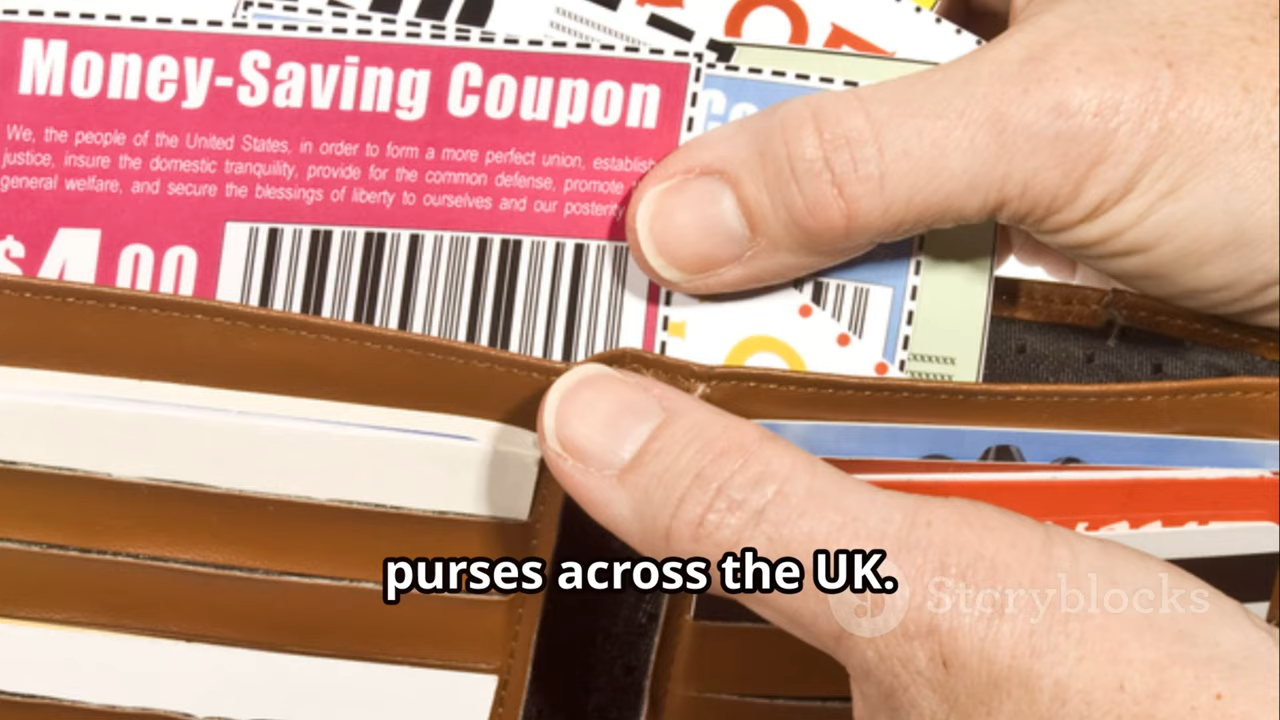 Money-Saving Coupon
We, the people of the United States, in order to form a more perfect union, establish
justice, insure the domestic tranquility, provide for the common defense, promote
general welfare, and secure the blessings of liberty to ourselves and our posterity
$4.00
purses across the UK.
Storyblocks